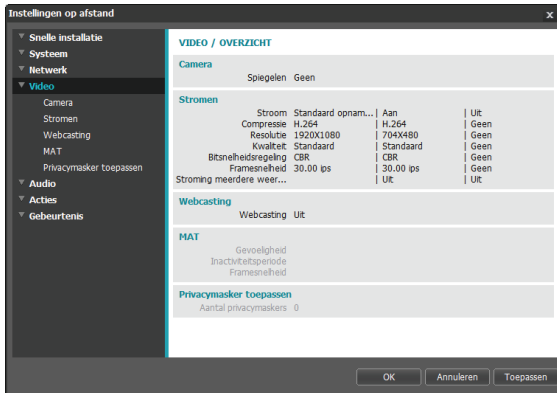 Instellingen op afstand x
Snelle installatie
Systeem
Netwerk
Video
Camera
Stromen
Webcasting
MAT
Privacymasker toepassen
Audio
Acties
Gebeurtenis
VIDEO / OVERZICHT
Camera
Spiegelen Geen
Stromen
Stroom Standaard opnam... | Aan | Uit
Compressie H.264 | H.264 | Geen
Resolutie 1920X1080 | 704X480 | Geen
Kwaliteit Standaard | Standaard | Geen
Bitsnelheidsregeling CBR | CBR | Geen
Framesnelheid 30.00 ips | 30.00 ips | Geen
Stroming meerdere weer... | Uit | Uit
Webcasting
Webcasting Uit
MAT
Gevoeligheid
Inactiviteitsperiode
Framesnelheid
Privacymasker toepassen
Aantal privacymaskers 0
OK Annuleren Toepassen